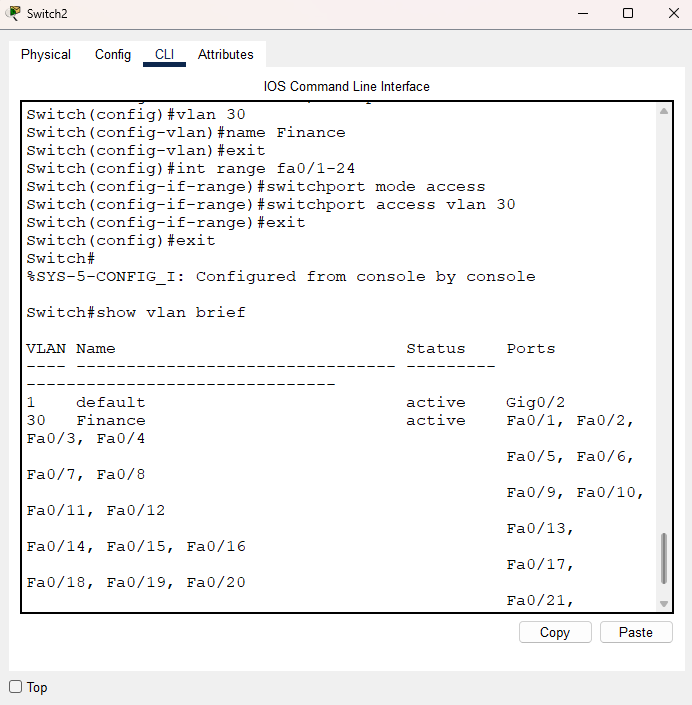 Switch2
Physical Config CLI Attributes
IOS Command Line Interface
Switch(config)#vlan 30
Switch(config-vlan)#name Finance
Switch(config-vlan)#exit
Switch(config)#int range fa0/1-24
Switch(config-if-range)#switchport mode access
Switch(config-if-range)#switchport access vlan 30
Switch(config-if-range)#exit
Switch(config)#exit
Switch#
%SYS-5-CONFIG_I: Configured from console by console
Switch#show vlan brief
VLAN Name                             Status    Ports
---- -------------------------------- ---------
-------------------------------
1    default                          active    Gig0/2
30   Finance                          active    Fa0/1, Fa0/2,
Fa0/3, Fa0/4
                                                Fa0/5, Fa0/6,
Fa0/7, Fa0/8
                                                Fa0/9, Fa0/10,
Fa0/11, Fa0/12
                                                Fa0/13,
Fa0/14, Fa0/15, Fa0/16
                                                Fa0/17,
Fa0/18, Fa0/19, Fa0/20
                                                Fa0/21,
Copy Paste
Top